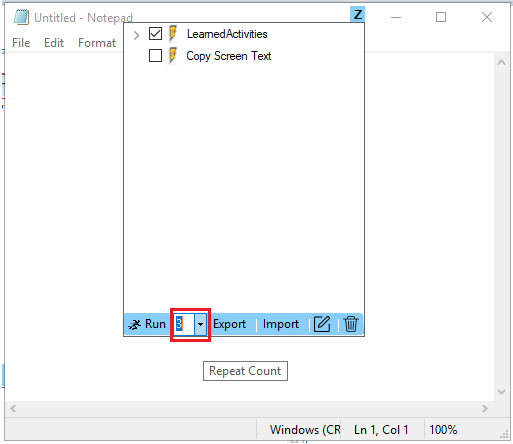 Untitled - Notepad
Z
File Edit Format
LearnedActivities
Copy Screen Text
Run 3 Export Import
Repeat Count
Windows (CR Ln 1, Col 1 100%